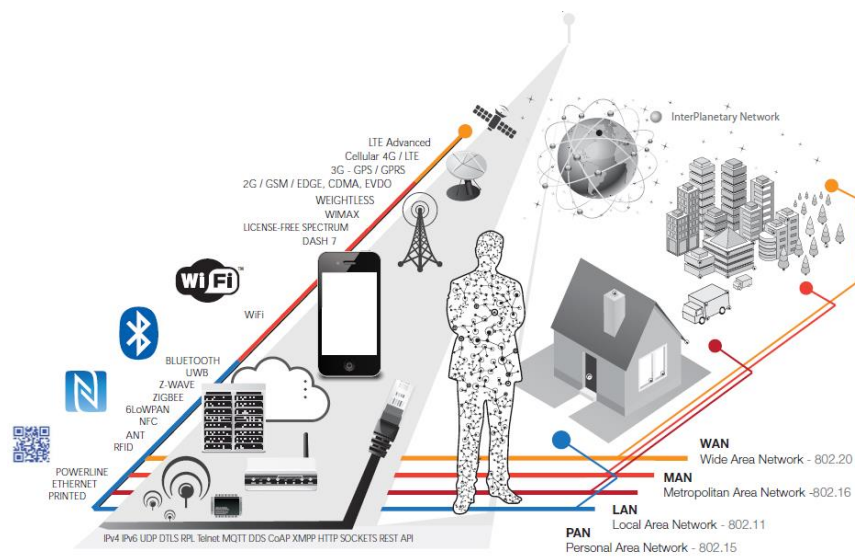 InterPlanetary Network
LTE Advanced
Cellular 4G / LTE
3G - GPS / GPRS
2G / GSM / EDGE, CDMA, EVDO
WEIGHTLESS
WIMAX
LICENSE-FREE SPECTRUM
DASH 7
WiFi
TM
WiFi
BLUETOOTH
UWB
Z-WAVE
ZIGBEE
6LoWPAN
NFC
ANT
RFID
POWERLINE
ETHERNET
PRINTED
WAN
Wide Area Network - 802.20
MAN
Metropolitan Area Network -802.16
LAN
Local Area Network - 802.11
PAN
Personal Area Network - 802.15
IPv4 IPv6 UDP DTLS RPL Telnet MQTT DDS CoAP XMPP HTTP SOCKETS REST API